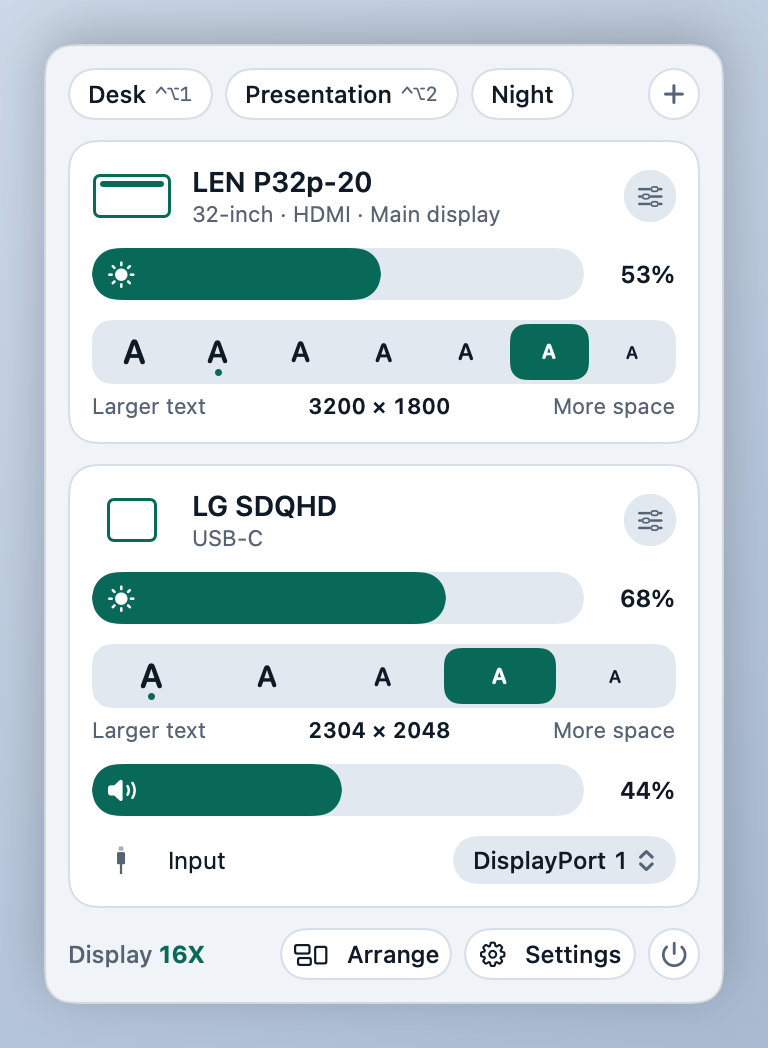 Desk ⌃⌥1 Presentation ⌃⌥2 Night
LEN P32p-20
32-inch · HDMI · Main display
53%
A A A A A A A
Larger text 3200 × 1800 More space
LG SDQHD
USB-C
68%
A A A A A
Larger text 2304 × 2048 More space
44%
Input DisplayPort 1
Display 16X Arrange Settings